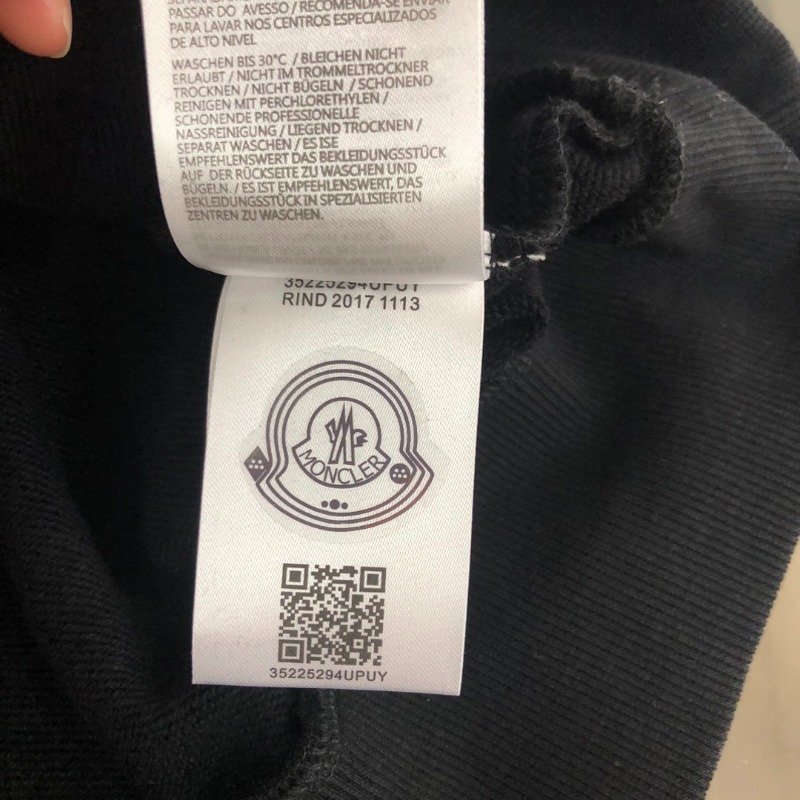 PASSAR DO AVESSO / RECOMENDA-SE ENVIAR
PARA LAVAR NOS CENTROS ESPECIALIZADOS
DE ALTO NIVEL
WASCHEN BIS 30°C / BLEICHEN NICHT
ERLAUBT / NICHT IM TROMMELTROCKNER
TROCKNEN / NICHT BÜGELN / SCHONEND
REINIGEN MIT PERCHLORETHYLEN /
SCHONENDE PROFESSIONELLE
NASSREINIGUNG / LIEGEND TROCKNEN /
SEPARAT WASCHEN / ES ISE
EMPFEHLENSWERT DAS BEKLEIDUNGSSTÜCK
AUF DER RÜCKSEITE ZU WASCHEN UND
BÜGELN. / ES IST EMPFEHLENSWERT, DAS
BEKLEIDUNGSSTÜCK IN SPEZIALISIERTEN
ZENTREN ZU WASCHEN.
35225294UPUY
RIND 2017 1113
MONCLER
35225294UPUY